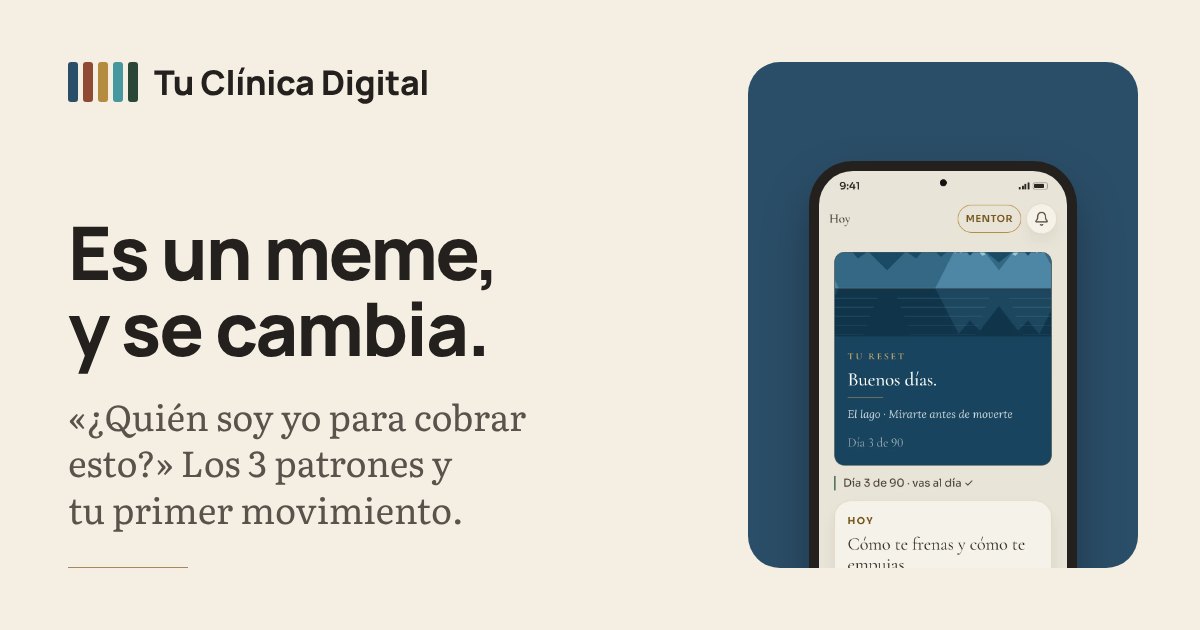 Tu Clínica Digital
Es un meme,
y se cambia.
«¿Quién soy yo para cobrar
esto?» Los 3 patrones y
tu primer movimiento.
9:41
Hoy
MENTOR
TU RESET
Buenos días.
El lago · Mirarte antes de moverte
Día 3 de 90
Día 3 de 90 · vas al día ✓
HOY
Cómo te frenas y cómo te
empujas